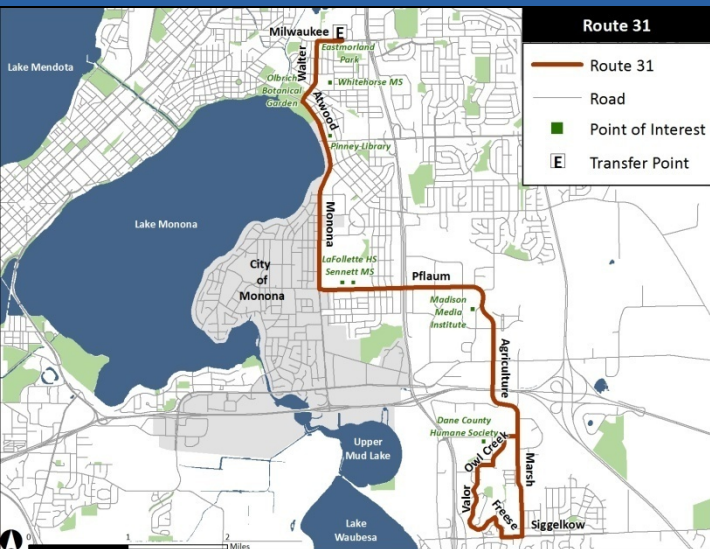 Route 31
Route 31
Road
Point of Interest
E
Transfer Point
Milwaukee
E
Eastmorland
Park
Walter
Lake Mendota
Olbrich
Botanical
Garden
Whitehorse MS
Atwood
Pinney Library
Lake Monona
Monona
City
of
Monona
LaFollette HS
Sennett MS
Pflaum
Madison
Media
Institute
Agriculture
Dane County
Humane Society
Owl Creek
Upper
Mud Lake
Valor
Marsh
Freese
Siggelkow
Lake
Waubesa
0
1
2
Miles